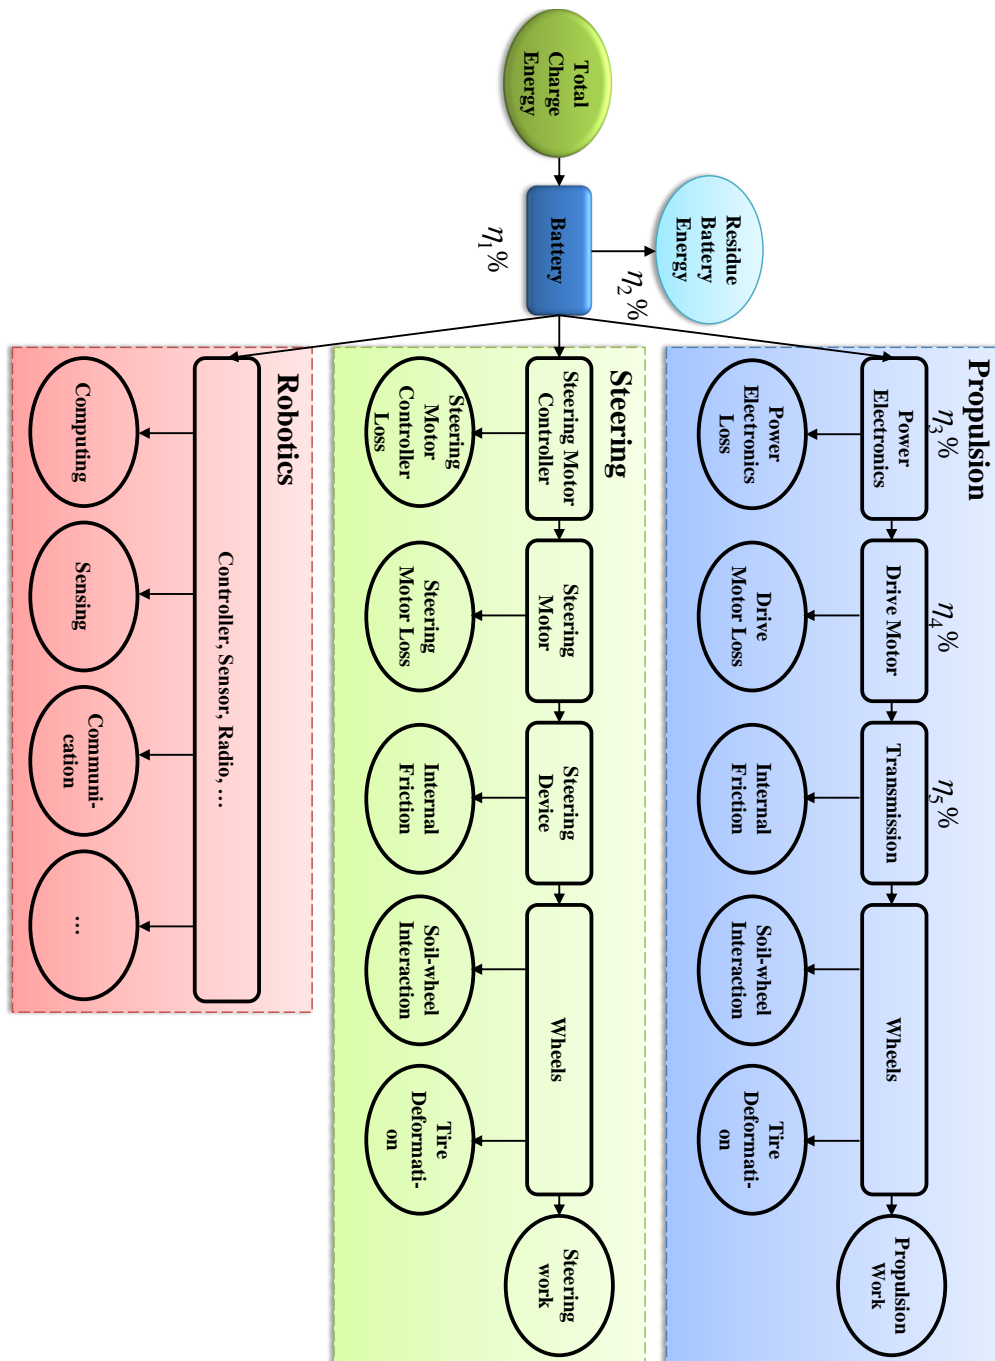 Total
Charge
Energy
Battery
η1%
Residue
Battery
Energy
η2%
Propulsion
η3%
Power
Electronics
η4%
Drive Motor
η5%
Transmission
Wheels
Propulsion
Work
Power
Electronics
Loss
Drive
Motor Loss
Internal
Friction
Soil-wheel
Interaction
Tire
Deformati-
on
Steering
Steering Motor
Controller
Steering
Motor
Steering
Device
Wheels
Steering
work
Steering
Motor
Controller
Loss
Steering
Motor Loss
Internal
Friction
Soil-wheel
Interaction
Tire
Deformati-
on
Robotics
Controller, Sensor, Radio, …
Computing
Sensing
Communi-
cation
…